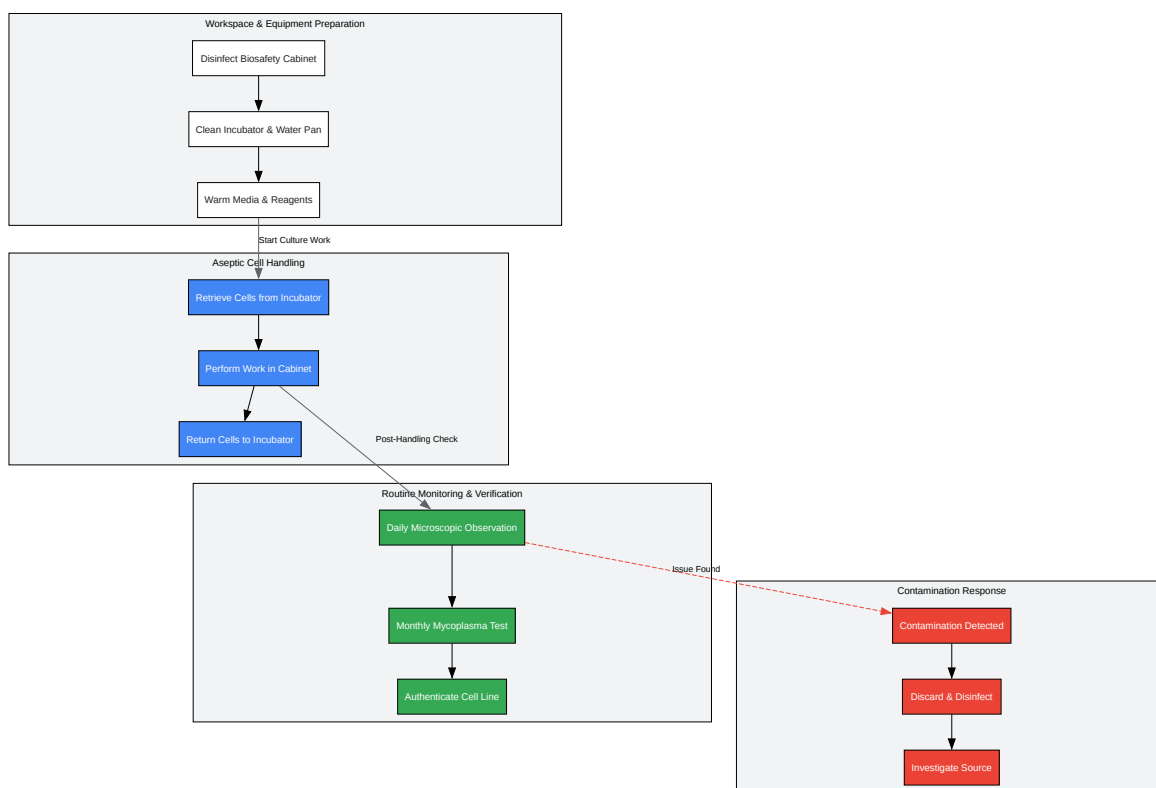 Workspace & Equipment Preparation
Disinfect Biosafety Cabinet
Clean Incubator & Water Pan
Warm Media & Reagents
Start Culture Work
Aseptic Cell Handling
Retrieve Cells from Incubator
Perform Work in Cabinet
Return Cells to Incubator
Post-Handling Check
Routine Monitoring & Verification
Daily Microscopic Observation
Issue Found
Monthly Mycoplasma Test
Authenticate Cell Line
Contamination Response
Contamination Detected
Discard & Disinfect
Investigate Source